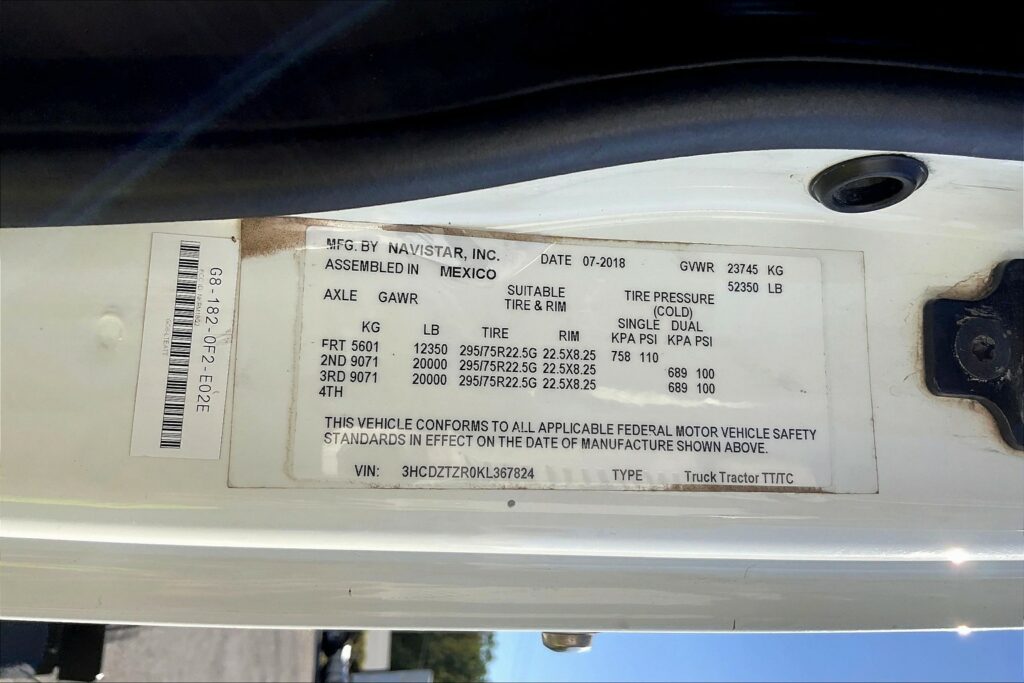 MFG. BY NAVISTAR, INC. DATE 07-2018 GVWR 23745 KG
ASSEMBLED IN MEXICO 52350 LB
AXLE GAWR SUITABLE TIRE & RIM TIRE PRESSURE (COLD)
SINGLE DUAL
KG LB TIRE RIM KPA PSI KPA PSI
FRT 5601 12350 295/75R22.5G 22.5X8.25 758 110
2ND 9071 20000 295/75R22.5G 22.5X8.25 689 100
3RD 9071 20000 295/75R22.5G 22.5X8.25 689 100
4TH
THIS VEHICLE CONFORMS TO ALL APPLICABLE FEDERAL MOTOR VEHICLE SAFETY
STANDARDS IN EFFECT ON THE DATE OF MANUFACTURE SHOWN ABOVE.
VIN: 3HCDZTZR0KL367824 TYPE Truck Tractor TT/TC
G8-182-0F2-E02E